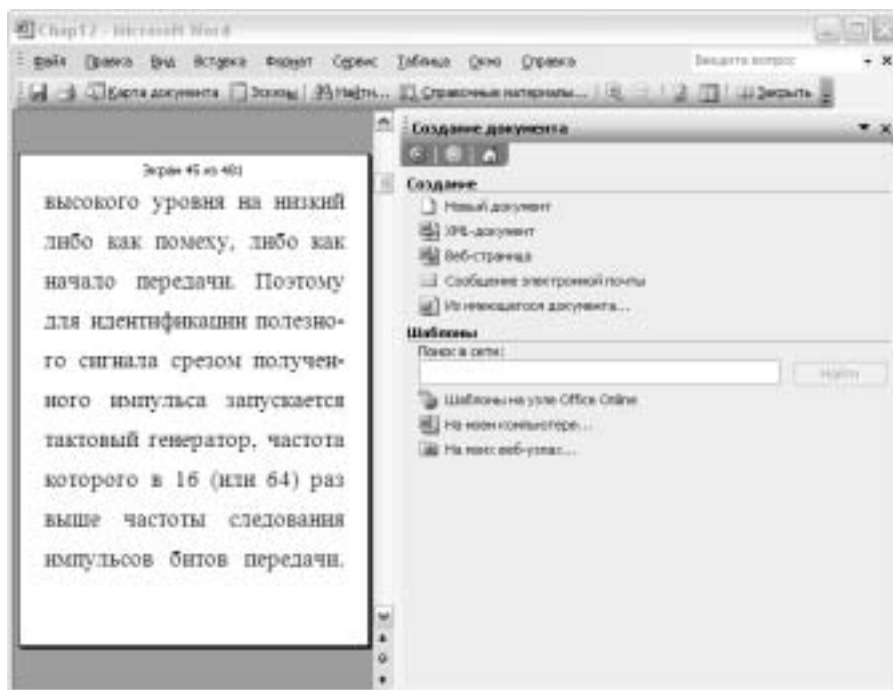 Chap12 - Microsoft Word
Файл Правка Вид Вставка Формат Сервис Таблица Окно Справка Введите вопрос
Карта документа Эскизы Найти... Справочные материалы... Закрыть
Создание документа
Экран 45 из 481
высокого уровня на низкий
либо как помеху, либо как
начало передачи. Поэтому
для идентификации полезно-
го сигнала срезом получен-
ного импульса запускается
тактовый генератор, частота
которого в 16 (или 64) раз
выше частоты следования
импульсов битов передачи.
Создание
Новый документ
XML-документ
Веб-страница
Сообщение электронной почты
Из имеющегося документа...
Шаблоны
Поиск в сети:
Найти
Шаблоны на узле Office Online
На моем компьютере...
На моих веб-узлах...